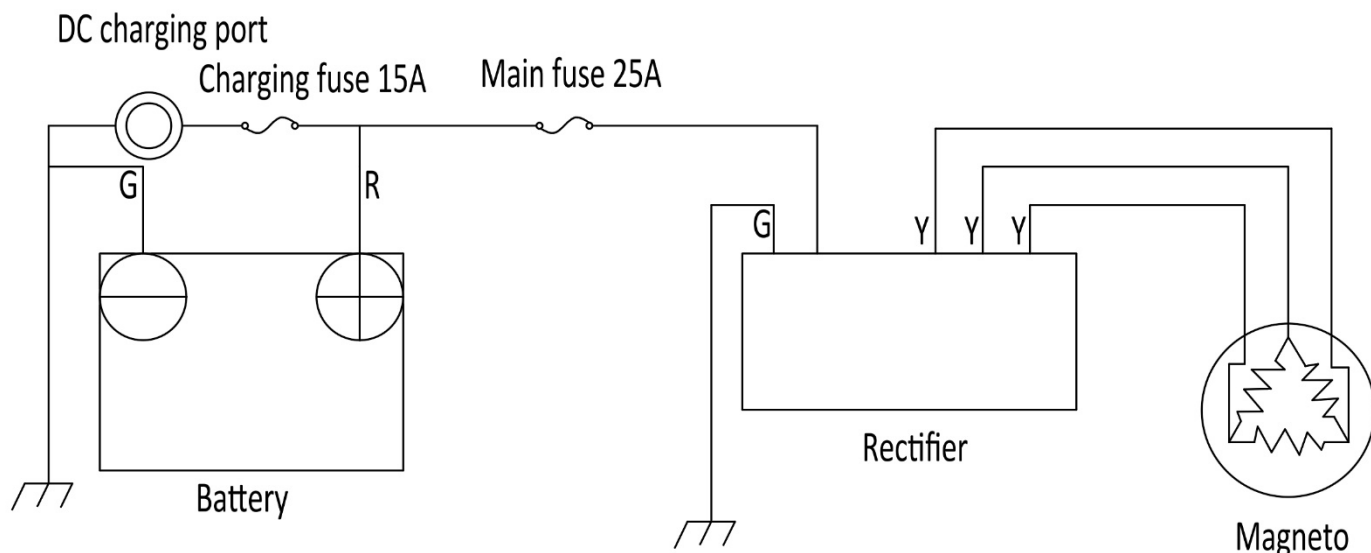 DC charging port
Charging fuse 15A
Main fuse 25A
G
R
G
Y
Y
Y
Rectifier
Battery
Magneto